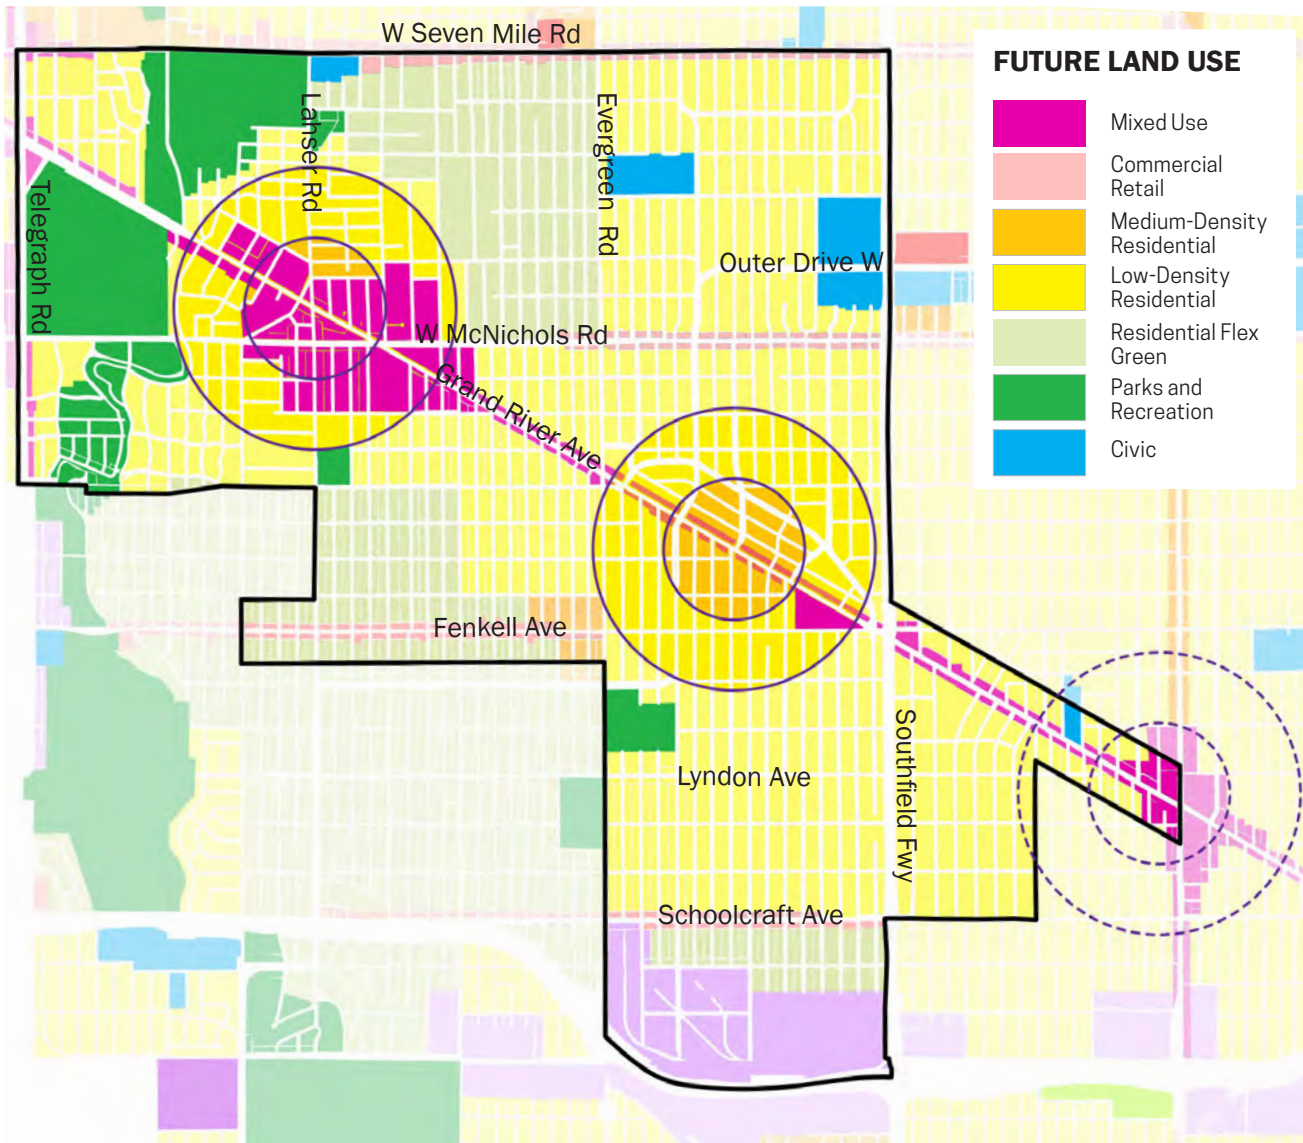 W Seven Mile Rd
FUTURE LAND USE
Mixed Use
Commercial
Retail
Medium-Density
Residential
Low-Density
Residential
Residential Flex
Green
Parks and
Recreation
Civic
Lahser Rd
Evergreen Rd
Telegraph Rd
Outer Drive W
W McNichols Rd
Grand River Ave
Fenkell Ave
Lyndon Ave
Southfield Fwy
Schoolcraft Ave